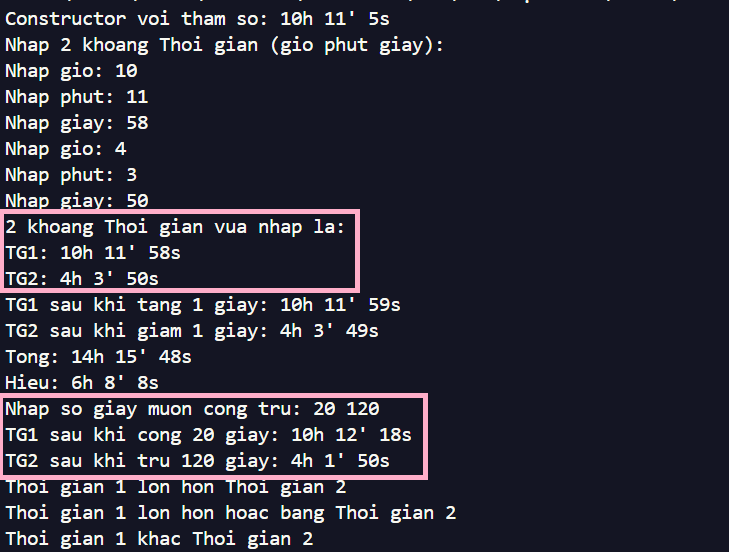 Constructor voi tham so: 10h 11' 5s
Nhap 2 khoang Thoi gian (gio phut giay):
Nhap gio: 10
Nhap phut: 11
Nhap giay: 58
Nhap gio: 4
Nhap phut: 3
Nhap giay: 50
2 khoang Thoi gian vua nhap la:
TG1: 10h 11' 58s
TG2: 4h 3' 50s
TG1 sau khi tang 1 giay: 10h 11' 59s
TG2 sau khi giam 1 giay: 4h 3' 49s
Tong: 14h 15' 48s
Hieu: 6h 8' 8s
Nhap so giay muon cong tru: 20 120
TG1 sau khi cong 20 giay: 10h 12' 18s
TG2 sau khi tru 120 giay: 4h 1' 50s
Thoi gian 1 lon hon Thoi gian 2
Thoi gian 1 lon hon hoac bang Thoi gian 2
Thoi gian 1 khac Thoi gian 2